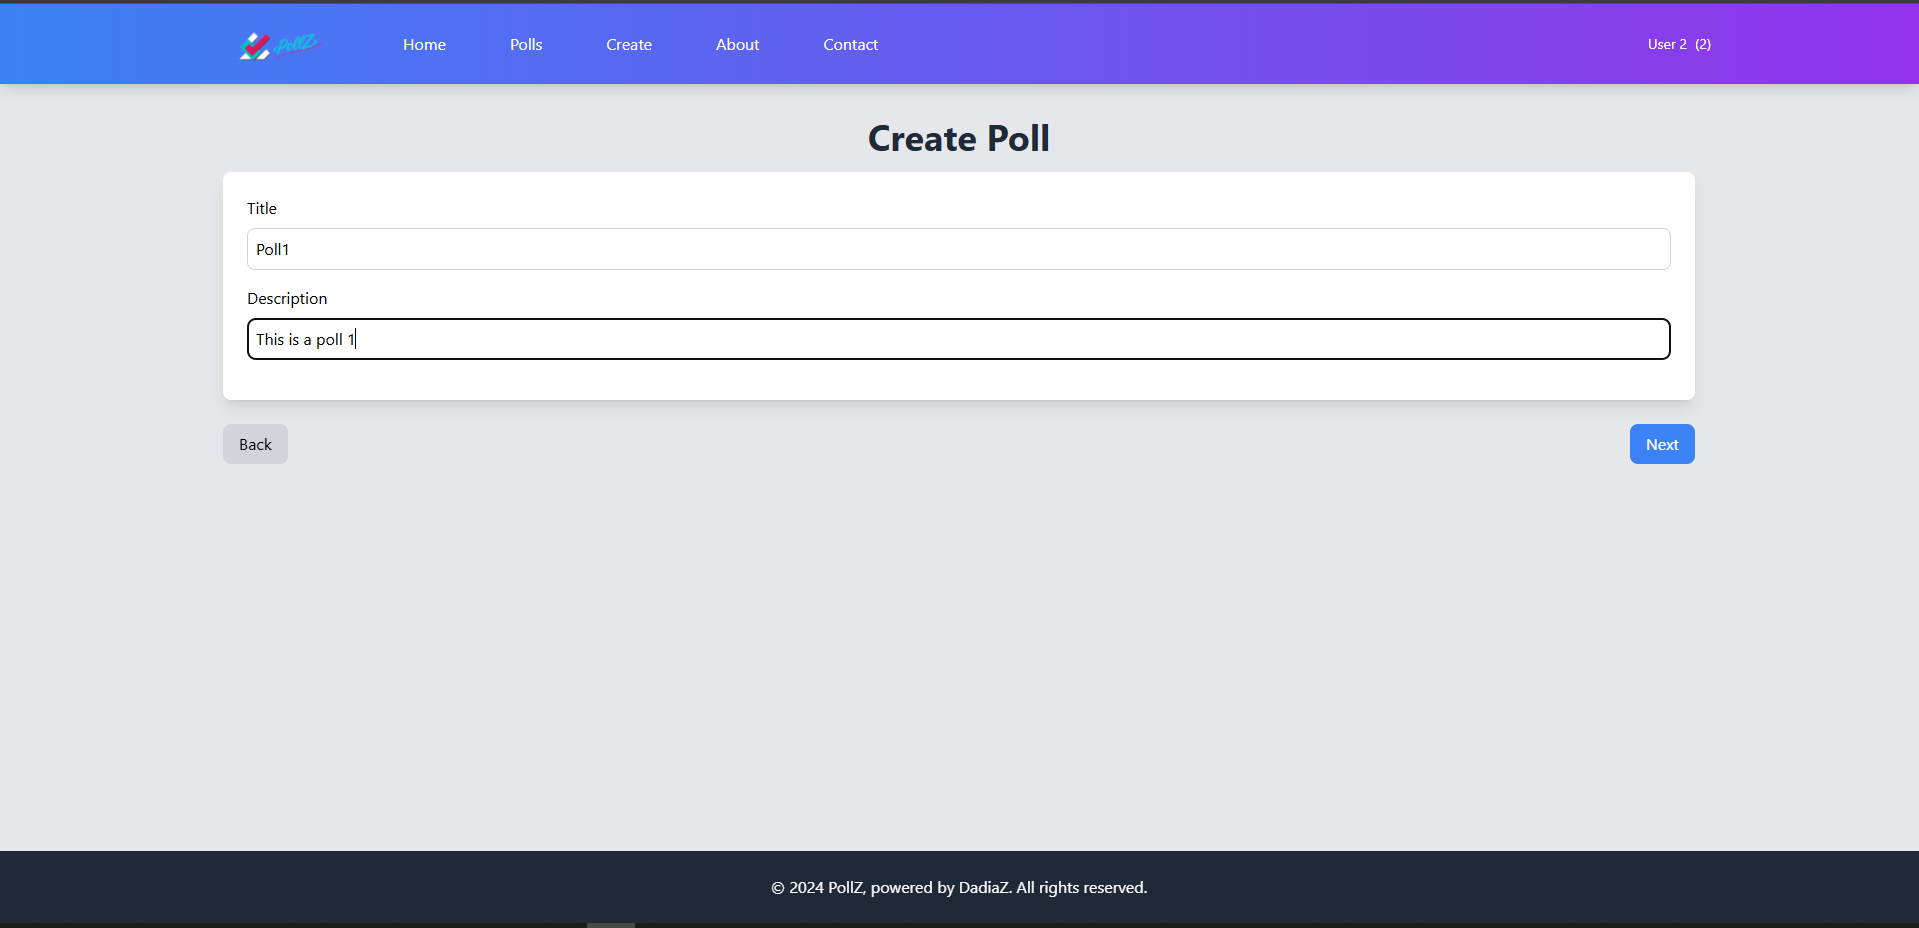 PollZ Home Polls Create About Contact User 2 (2)
Create Poll
Title
Poll1
Description
This is a poll 1
Back Next
© 2024 PollZ, powered by DadiaZ. All rights reserved.